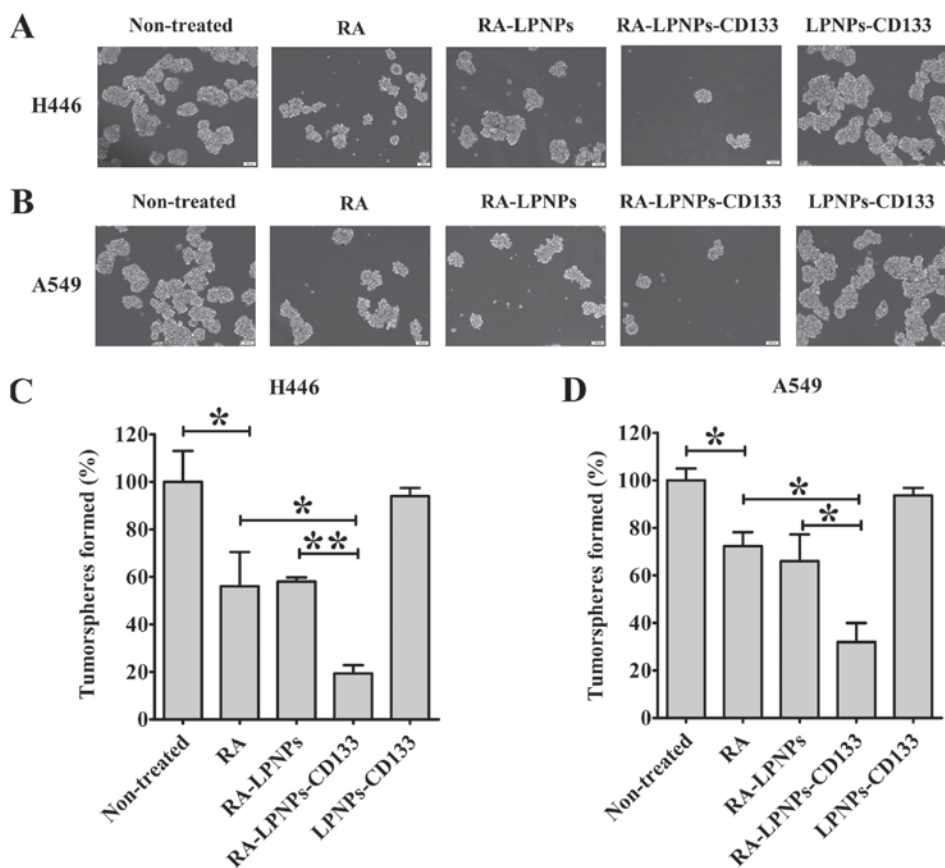 A
Non-treated RA RA-LPNPs RA-LPNPs-CD133 LPNPs-CD133
H446
B
Non-treated RA RA-LPNPs RA-LPNPs-CD133 LPNPs-CD133
A549
C
H446
Tumorspheres formed (%)
120
100
80
60
40
20
0
*
*
**
Non-treated
RA
RA-LPNPs
RA-LPNPs-CD133
LPNPs-CD133
D
A549
Tumorspheres formed (%)
120
100
80
60
40
20
0
*
*
*
Non-treated
RA
RA-LPNPs
RA-LPNPs-CD133
LPNPs-CD133